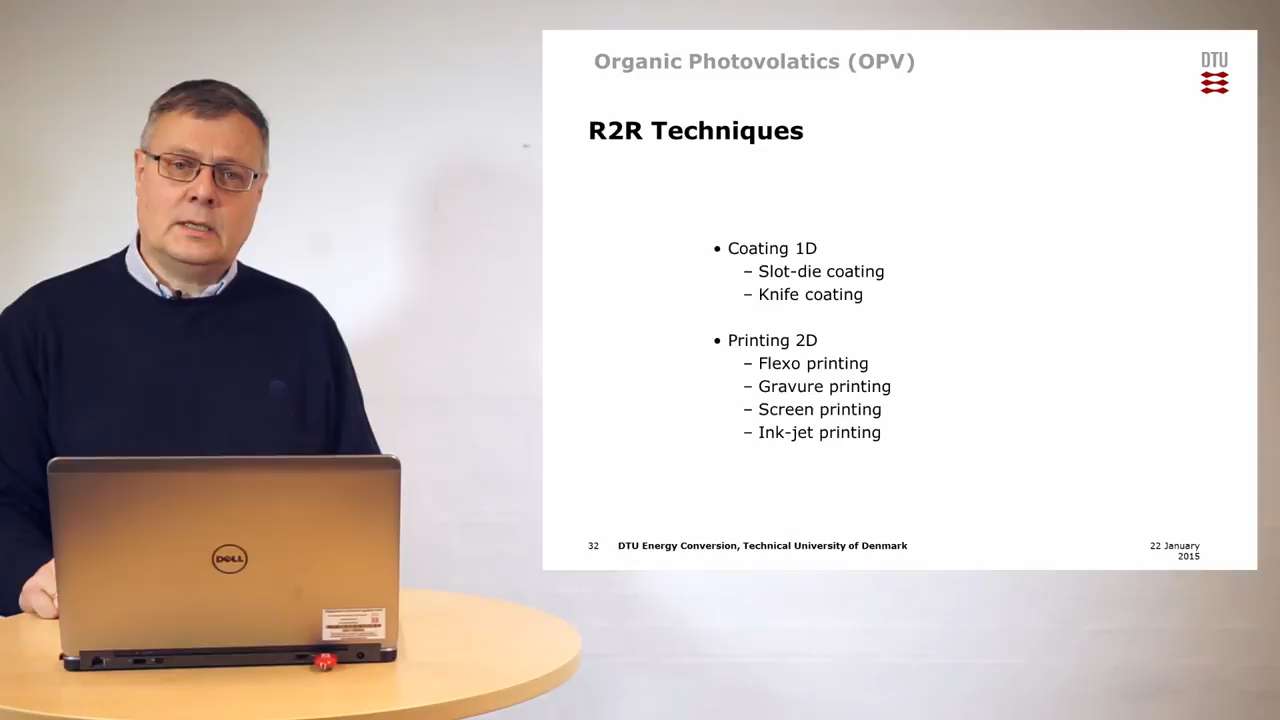 Organic Photovolatics (OPV)
DTU
R2R Techniques
• Coating 1D
– Slot-die coating
– Knife coating
• Printing 2D
– Flexo printing
– Gravure printing
– Screen printing
– Ink-jet printing
32 DTU Energy Conversion, Technical University of Denmark
22 January
2015
DELL